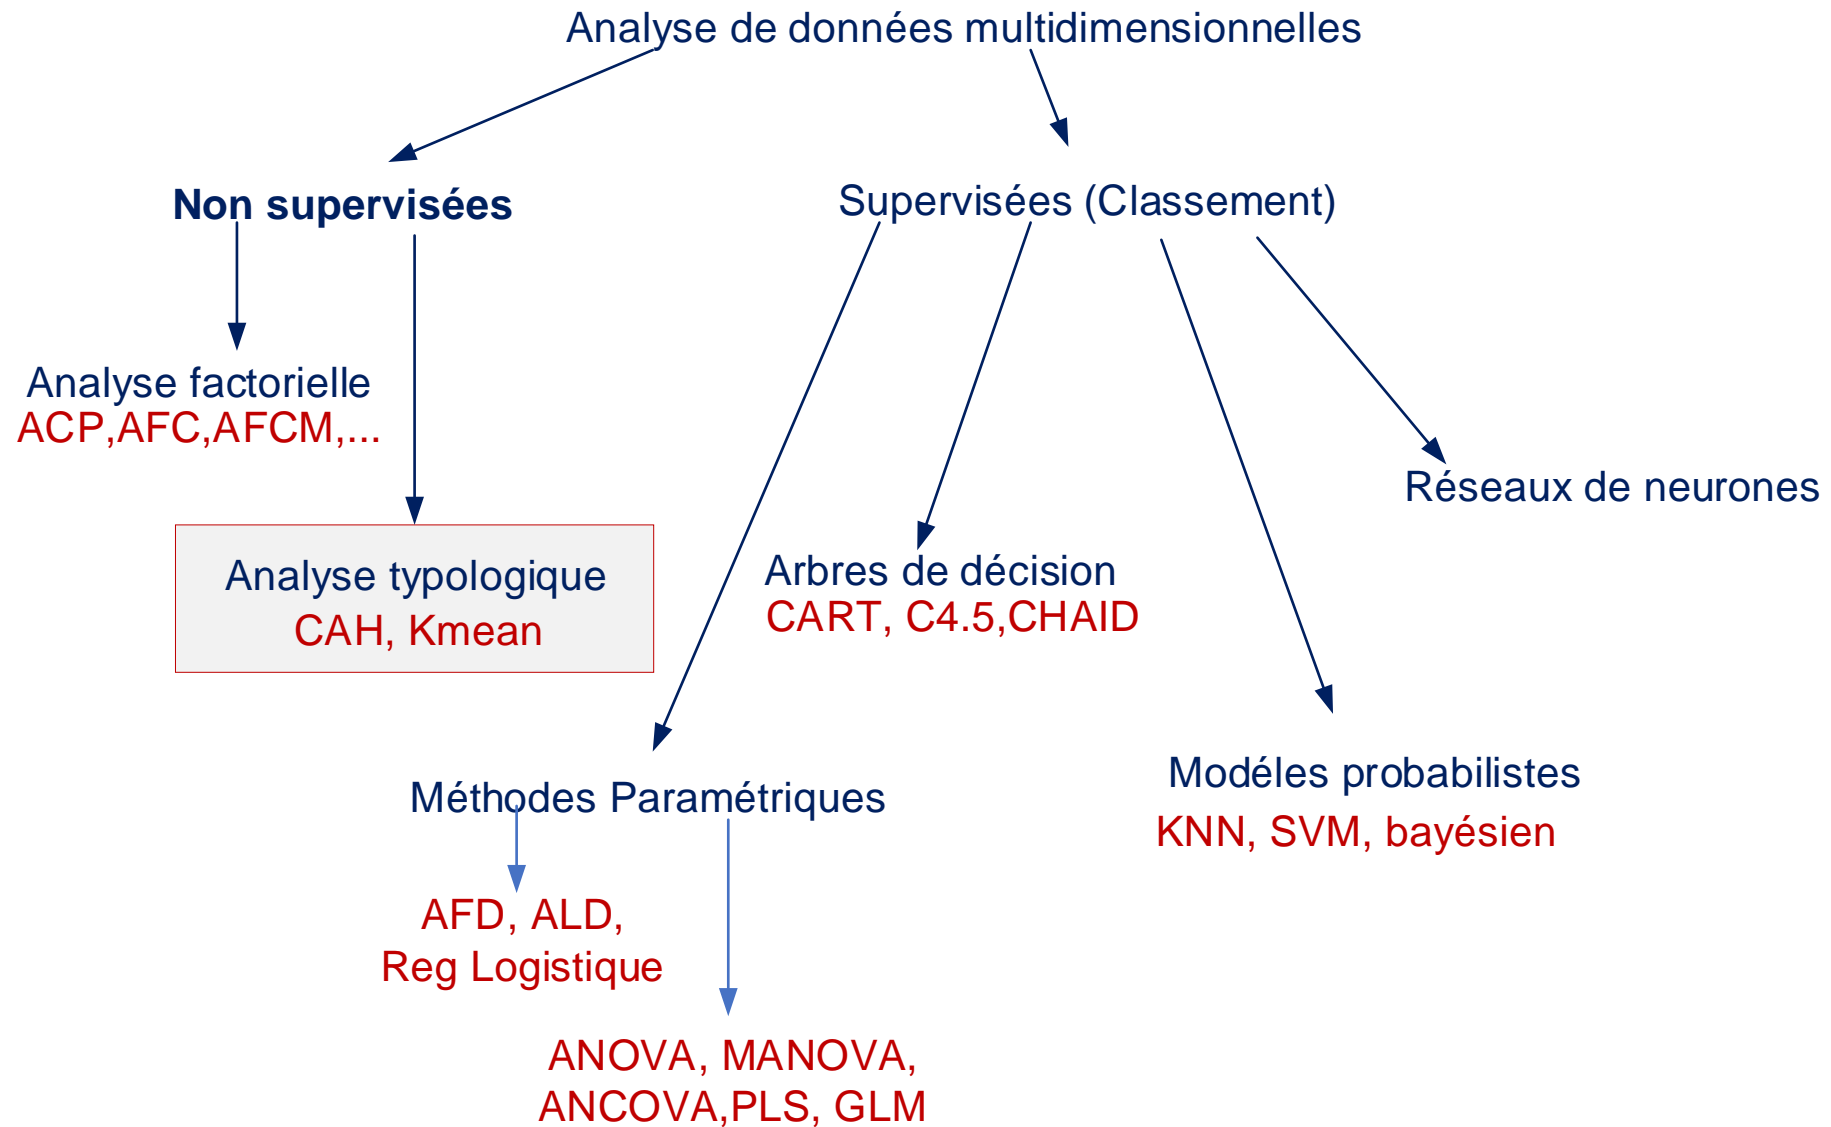 Analyse de données multidimensionnelles
Non supervisées
Supervisées (Classement)
Analyse factorielle
ACP,AFC,AFCM,...
Réseaux de neurones
Analyse typologique
CAH, Kmean
Arbres de décision
CART, C4.5,CHAID
Méthodes Paramétriques
Modéles probabilistes
KNN, SVM, bayésien
AFD, ALD,
Reg Logistique
ANOVA, MANOVA,
ANCOVA,PLS, GLM